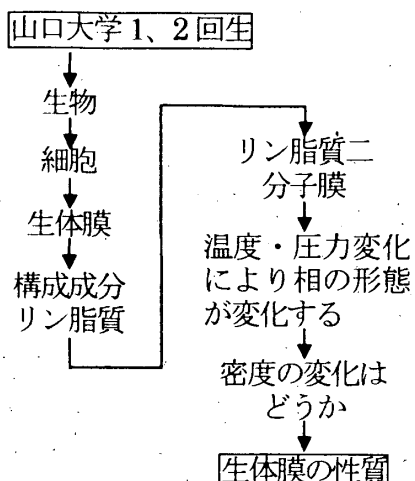 山口大学1、2回生
生物
細胞
生体膜
構成成分
リン脂質
リン脂質二
分子膜
温度・圧力変化
により相の形態
が変化する
密度の変化は
どうか
生体膜の性質